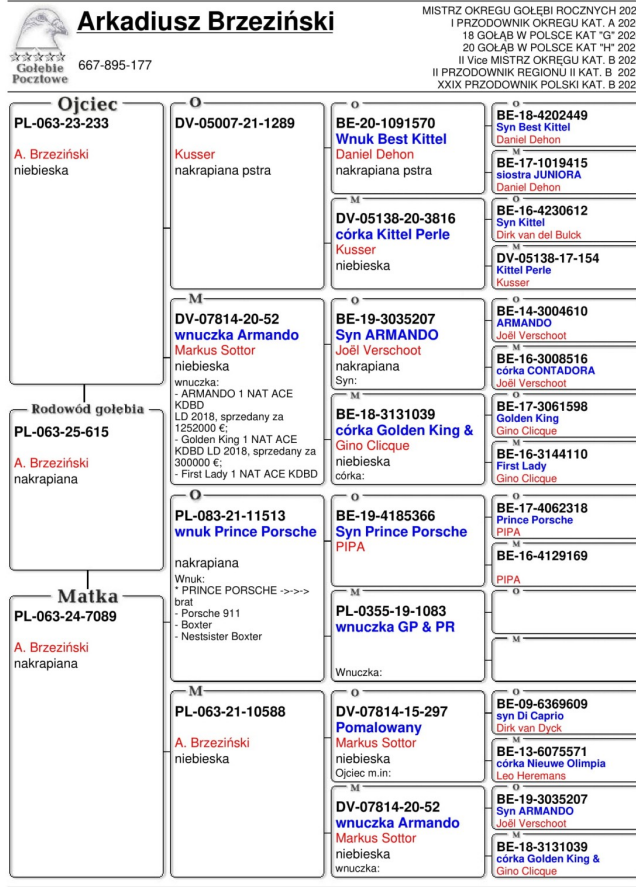 Arkadiusz Brzeziński
667-895-177
Gołębie
Pocztowe
MISTRZ OKRĘGU GOŁĘBI ROCZNYCH 202
I PRZODOWNIK OKRĘGU KAT. A 202
18 GOŁĄB W POLSCE KAT "G" 202
20 GOŁĄB W POLSCE KAT "H" 202
II Vice MISTRZ OKRĘGU KAT. B 202
II PRZODOWNIK REGIONU II KAT. B 202
XXIX PRZODOWNIK POLSKI KAT. B 202
Ojciec
PL-063-23-233
A. Brzeziński
niebieska
Rodowód gołębia
PL-063-25-615
A. Brzeziński
nakrapiana
Matka
PL-063-24-7089
A. Brzeziński
nakrapiana
O
DV-05007-21-1289
Kusser
nakrapiana pstra
M
DV-07814-20-52
wnuczka Armando
Markus Sottor
niebieska
wnuczka:
- ARMANDO 1 NAT ACE
KDBD
LD 2018, sprzedany za
1252000 €;
- Golden King 1 NAT ACE
KDBD LD 2018, sprzedany za
300000 €;
- First Lady 1 NAT ACE KDBD
O
PL-083-21-11513
wnuk Prince Porsche
nakrapiana
Wnuk:
* PRINCE PORSCHE ->->->
brat
- Porsche 911
- Boxter
- Nestsister Boxter
M
PL-063-21-10588
A. Brzeziński
niebieska
O
BE-20-1091570
Wnuk Best Kittel
Daniel Dehon
nakrapiana pstra
M
DV-05138-20-3816
córka Kittel Perle
Kusser
niebieska
O
BE-19-3035207
Syn ARMANDO
Joël Verschoot
nakrapiana
Syn:
M
BE-18-3131039
córka Golden King &
Gino Clicque
niebieska
córka:
O
BE-19-4185366
Syn Prince Porsche
PIPA
M
PL-0355-19-1083
wnuczka GP & PR
Wnuczka:
O
DV-07814-15-297
Pomalowany
Markus Sottor
niebieska
Ojciec m.in:
M
DV-07814-20-52
wnuczka Armando
Markus Sottor
niebieska
wnuczka:
O
BE-18-4202449
Syn Best Kittel
Daniel Dehon
M
BE-17-1019415
siostra JUNIORA
Daniel Dehon
O
BE-16-4230612
Syn Kittel
Dirk van del Bulck
M
DV-05138-17-154
Kittel Perle
Kusser
O
BE-14-3004610
ARMANDO
Joël Verschoot
M
BE-16-3008516
córka CONTADORA
Joël Verschoot
O
BE-17-3061598
Golden King
Gino Clicque
M
BE-16-3144110
First Lady
Gino Clicque
O
BE-17-4062318
Prince Porsche
PIPA
M
BE-16-4129169
PIPA
O
M
O
BE-09-6369609
syn Di Caprio
Dirk van Dyck
M
BE-13-6075571
córka Nieuwe Olimpia
Leo Heremans
O
BE-19-3035207
Syn ARMANDO
Joël Verschoot
M
BE-18-3131039
córka Golden King &
Gino Clicque